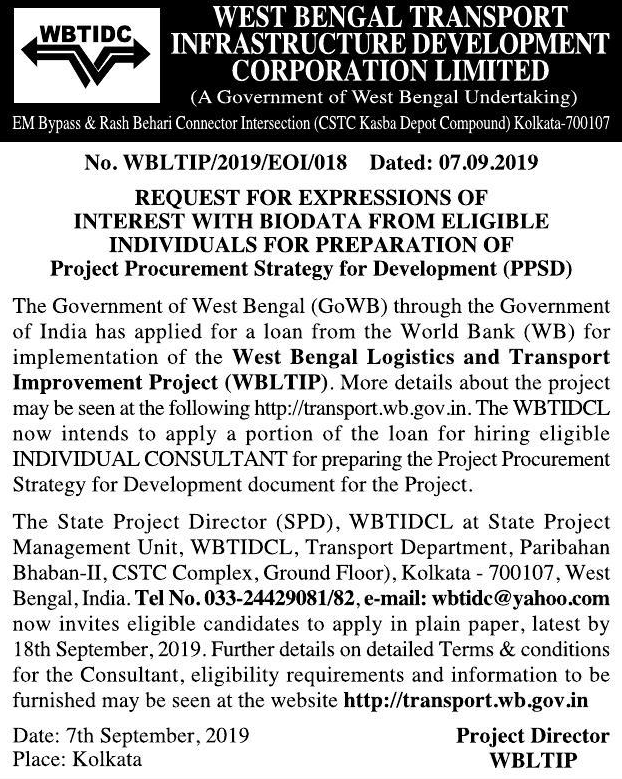 WBTIDC
WEST BENGAL TRANSPORT
INFRASTRUCTURE DEVELOPMENT
CORPORATION LIMITED
(A Government of West Bengal Undertaking)
EM Bypass & Rash Behari Connector Intersection (CSTC Kasba Depot Compound) Kolkata-700107
No. WBLTIP/2019/EOI/018 Dated: 07.09.2019
REQUEST FOR EXPRESSIONS OF
INTEREST WITH BIODATA FROM ELIGIBLE
INDIVIDUALS FOR PREPARATION OF
Project Procurement Strategy for Development (PPSD)
The Government of West Bengal (GoWB) through the Government
of India has applied for a loan from the World Bank (WB) for
implementation of the West Bengal Logistics and Transport
Improvement Project (WBLTIP). More details about the project
may be seen at the following http://transport.wb.gov.in. The WBTIDCL
now intends to apply a portion of the loan for hiring eligible
INDIVIDUAL CONSULTANT for preparing the Project Procurement
Strategy for Development document for the Project.
The State Project Director (SPD), WBTIDCL at State Project
Management Unit, WBTIDCL, Transport Department, Paribahan
Bhaban-II, CSTC Complex, Ground Floor), Kolkata - 700107, West
Bengal, India. Tel No. 033-24429081/82, e-mail: wbtidc@yahoo.com
now invites eligible candidates to apply in plain paper, latest by
18th September, 2019. Further details on detailed Terms & conditions
for the Consultant, eligibility requirements and information to be
furnished may be seen at the website http://transport.wb.gov.in
Date: 7th September, 2019 Project Director
Place: Kolkata WBLTIP